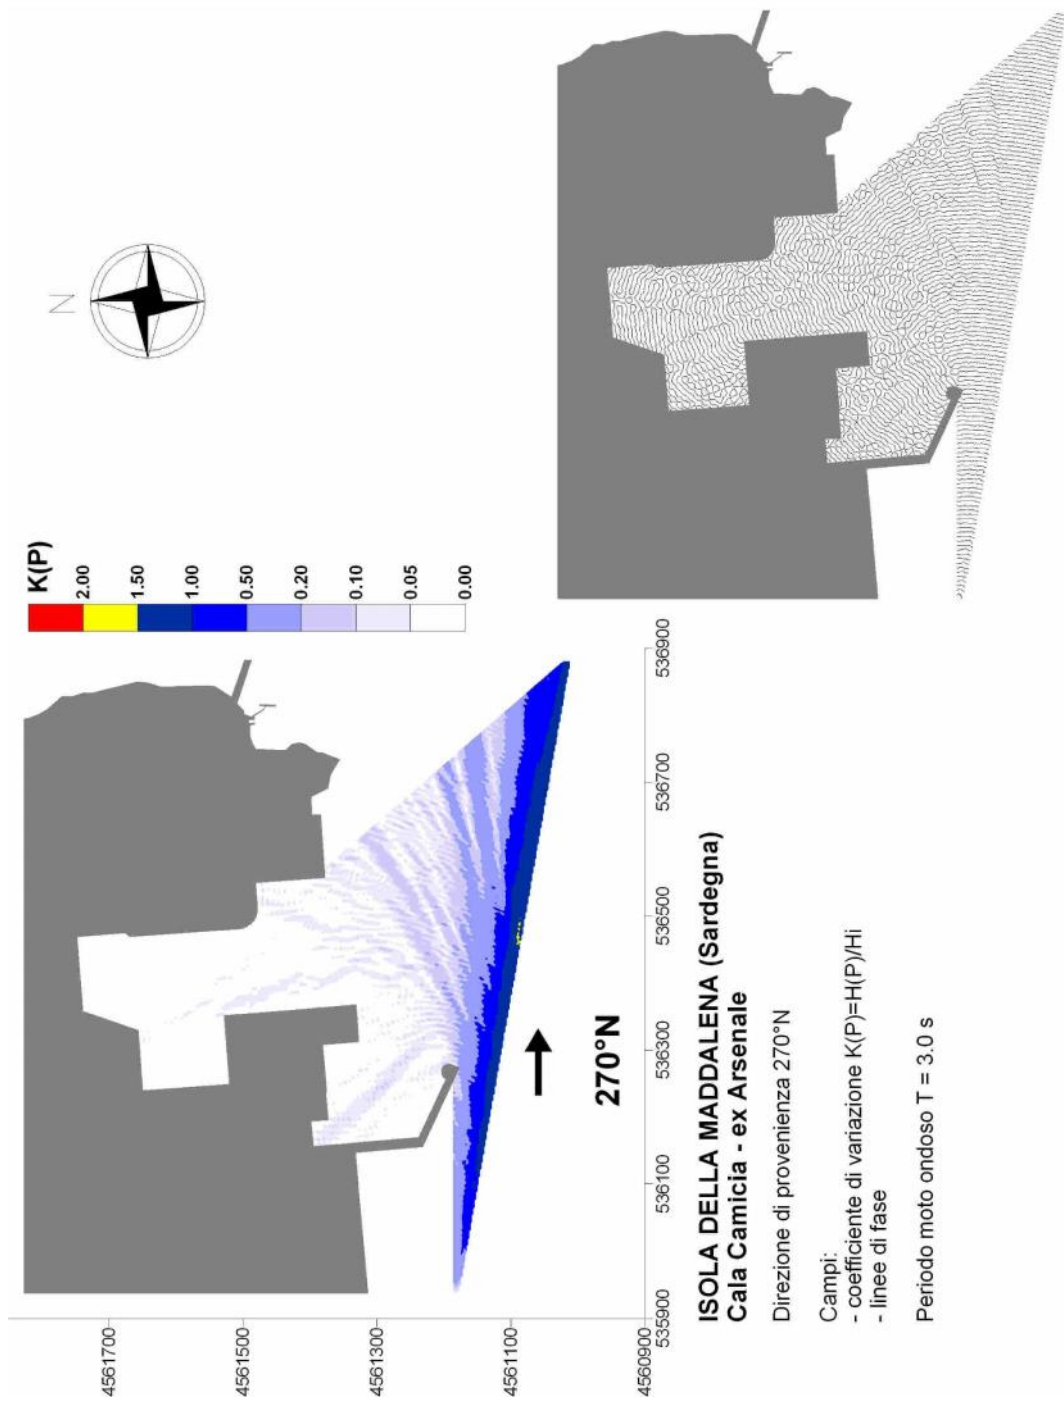 N
K(P)
2.00
1.50
1.00
0.50
0.20
0.10
0.05
0.00
4561700
4561500
4561300
4561100
4560900
535900
536100
536300
536500
536700
536900
270°N
ISOLA DELLA MADDALENA (Sardegna)
Cala Camicia - ex Arsenale
Direzione di provenienza 270°N
Campi:
- coefficiente di variazione K(P)=H(P)/Hi
- linee di fase
Periodo moto ondoso T = 3.0 s